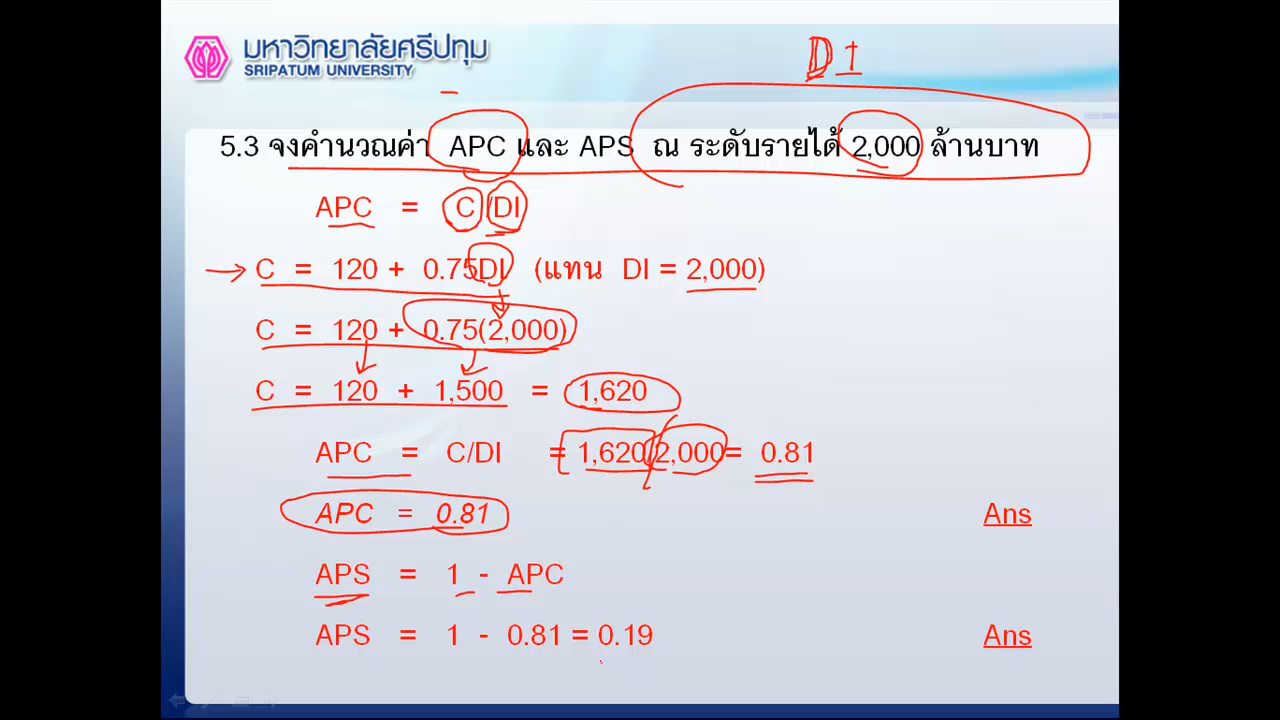 มหาวิทยาลัยศรีปทุม
SRIPATUM UNIVERSITY
DI
5.3 จงคำนวณค่า APC และ APS ณ ระดับรายได้ 2,000 ล้านบาท
APC = C/DI
C = 120 + 0.75DI (แทน DI = 2,000)
C = 120 + 0.75(2,000)
C = 120 + 1,500 = 1,620
APC = C/DI = 1,620/2,000 = 0.81
APC = 0.81 Ans
APS = 1 - APC
APS = 1 - 0.81 = 0.19 Ans